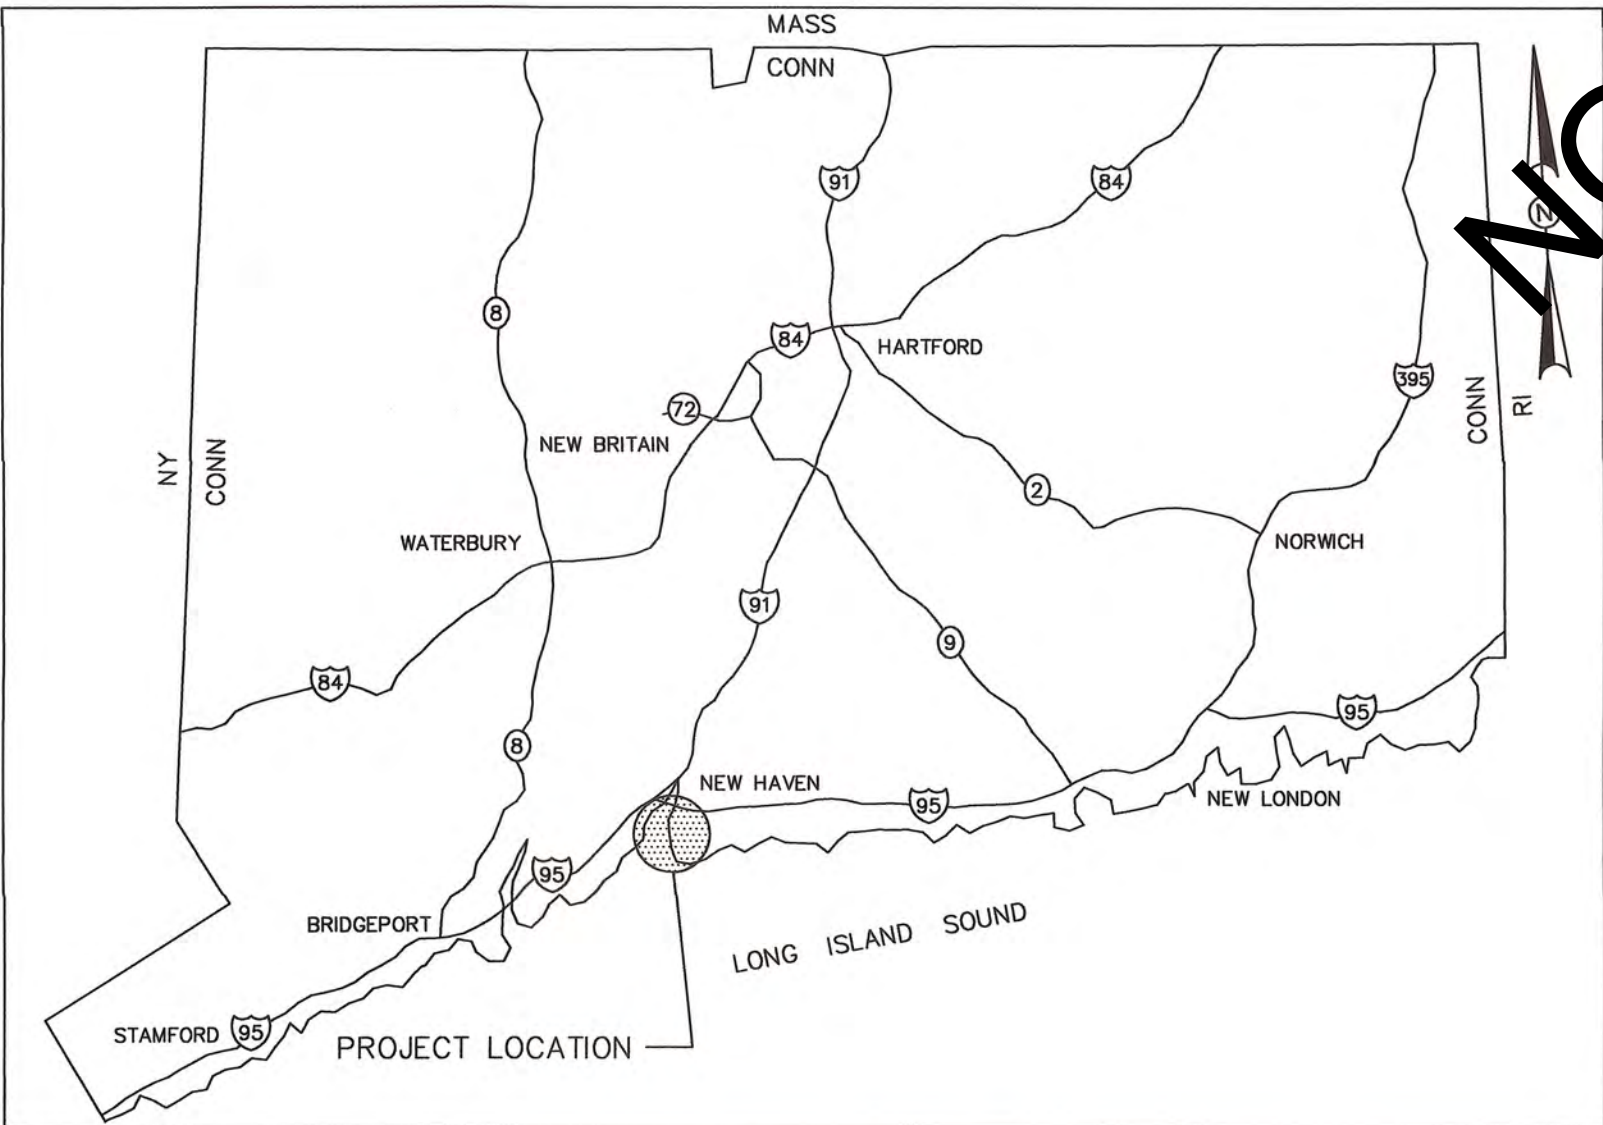 MASS
CONN
91
84
N
NO
8
84
HARTFORD
395
72
CONN
RI
NEW BRITAIN
NY
CONN
2
WATERBURY
NORWICH
91
9
84
95
8
NEW HAVEN
95
NEW LONDON
95
BRIDGEPORT
LONG ISLAND SOUND
STAMFORD
95
PROJECT LOCATION